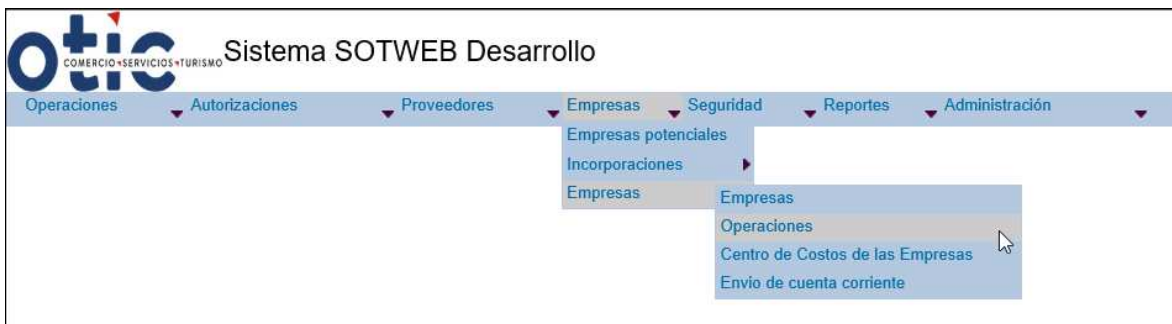 otic
COMERCIO•SERVICIOS•TURISMO
Sistema SOTWEB Desarrollo
Operaciones Autorizaciones Proveedores Empresas Seguridad Reportes Administración
Empresas potenciales
Incorporaciones
Empresas
Empresas
Operaciones
Centro de Costos de las Empresas
Envio de cuenta corriente